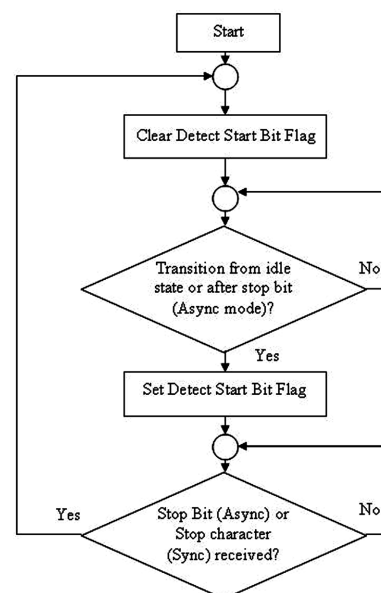 Start
Clear Detect Start Bit Flag
Transition from idle
state or after stop bit
(Async mode)?
No
Yes
Set Detect Start Bit Flag
Stop Bit (Async) or
Stop character
(Sync) received?
Yes
No